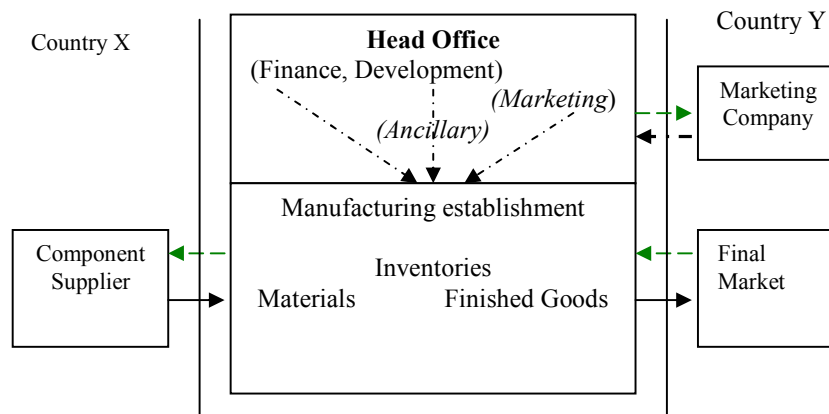 Country X
Head Office
(Finance, Development)
(Marketing)
(Ancillary)
Country Y
Marketing
Company
Manufacturing establishment
Component
Supplier
Inventories
Materials Finished Goods
Final
Market